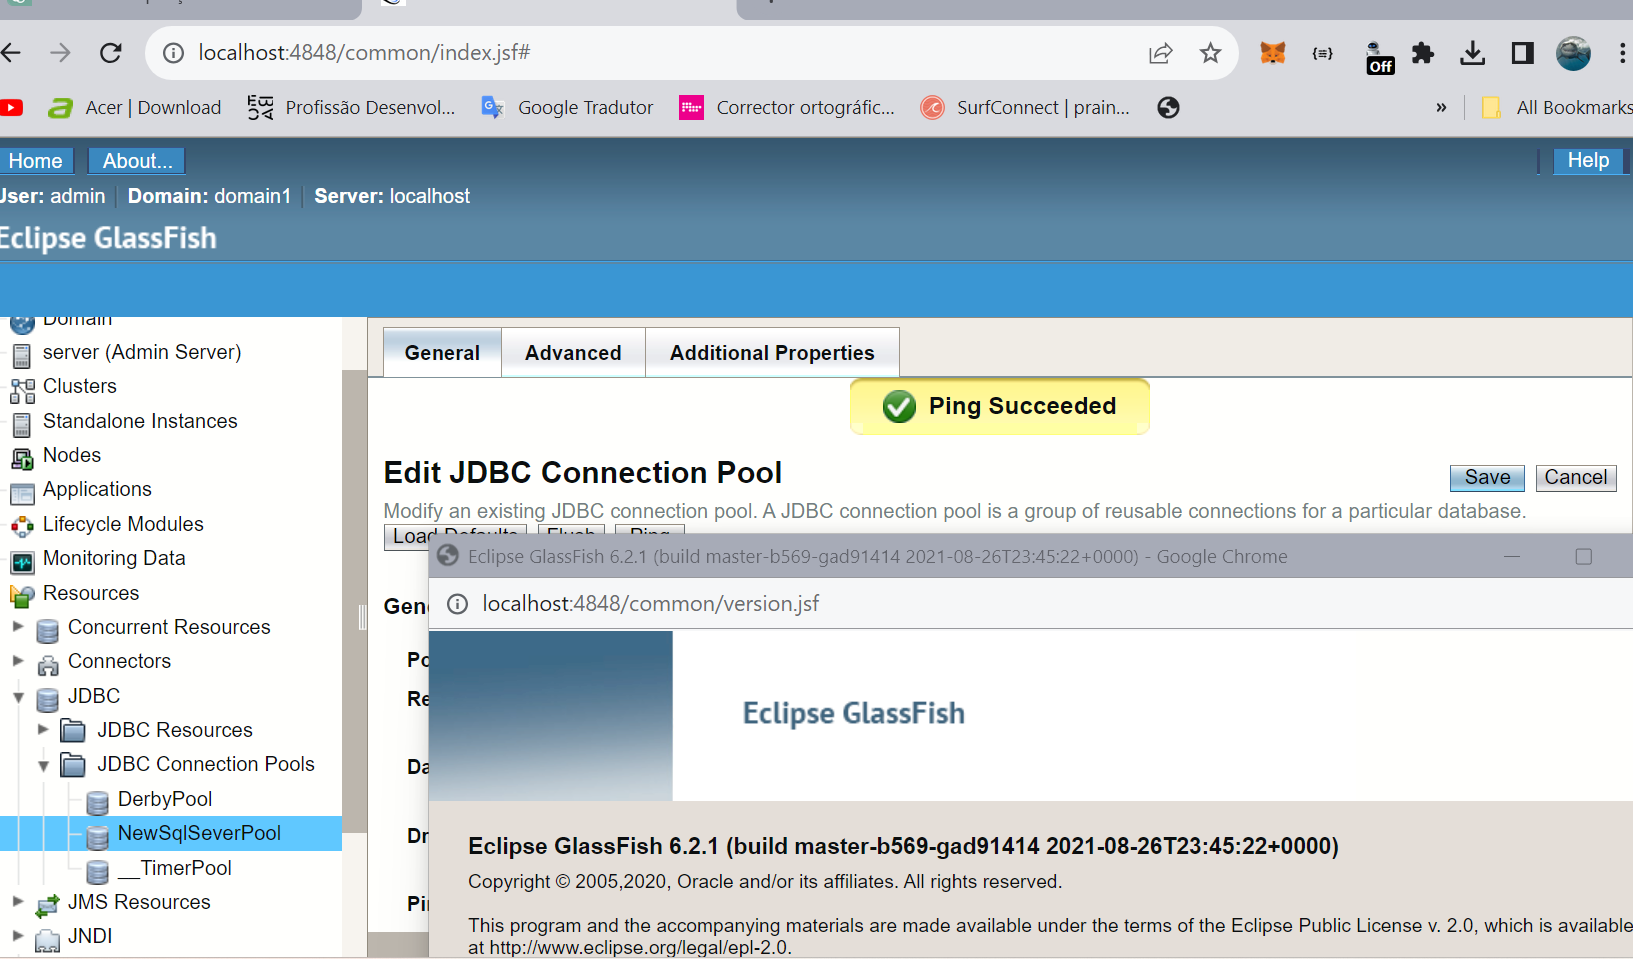 localhost:4848/common/index.jsf#
Off
Acer | Download
Profissão Desenvol...
Google Tradutor
Corrector ortográfic...
SurfConnect | prain...
»
All Bookmarks
Home
About...
Help
User: admin
Domain: domain1
Server: localhost
Eclipse GlassFish
Domain
server (Admin Server)
Clusters
Standalone Instances
Nodes
Applications
Lifecycle Modules
Monitoring Data
Resources
Concurrent Resources
Connectors
JDBC
JDBC Resources
JDBC Connection Pools
DerbyPool
NewSqlSeverPool
__TimerPool
JMS Resources
JNDI
General
Advanced
Additional Properties
Ping Succeeded
Edit JDBC Connection Pool
Save
Cancel
Modify an existing JDBC connection pool. A JDBC connection pool is a group of reusable connections for a particular database.
Load Defaults
Flush
Ping
Gen
Po
Re
Da
Dr
Pi
Eclipse GlassFish 6.2.1 (build master-b569-gad91414 2021-08-26T23:45:22+0000) - Google Chrome
localhost:4848/common/version.jsf
Eclipse GlassFish
Eclipse GlassFish 6.2.1 (build master-b569-gad91414 2021-08-26T23:45:22+0000)
Copyright © 2005,2020, Oracle and/or its affiliates. All rights reserved.
This program and the accompanying materials are made available under the terms of the Eclipse Public License v. 2.0, which is available
at http://www.eclipse.org/legal/epl-2.0.